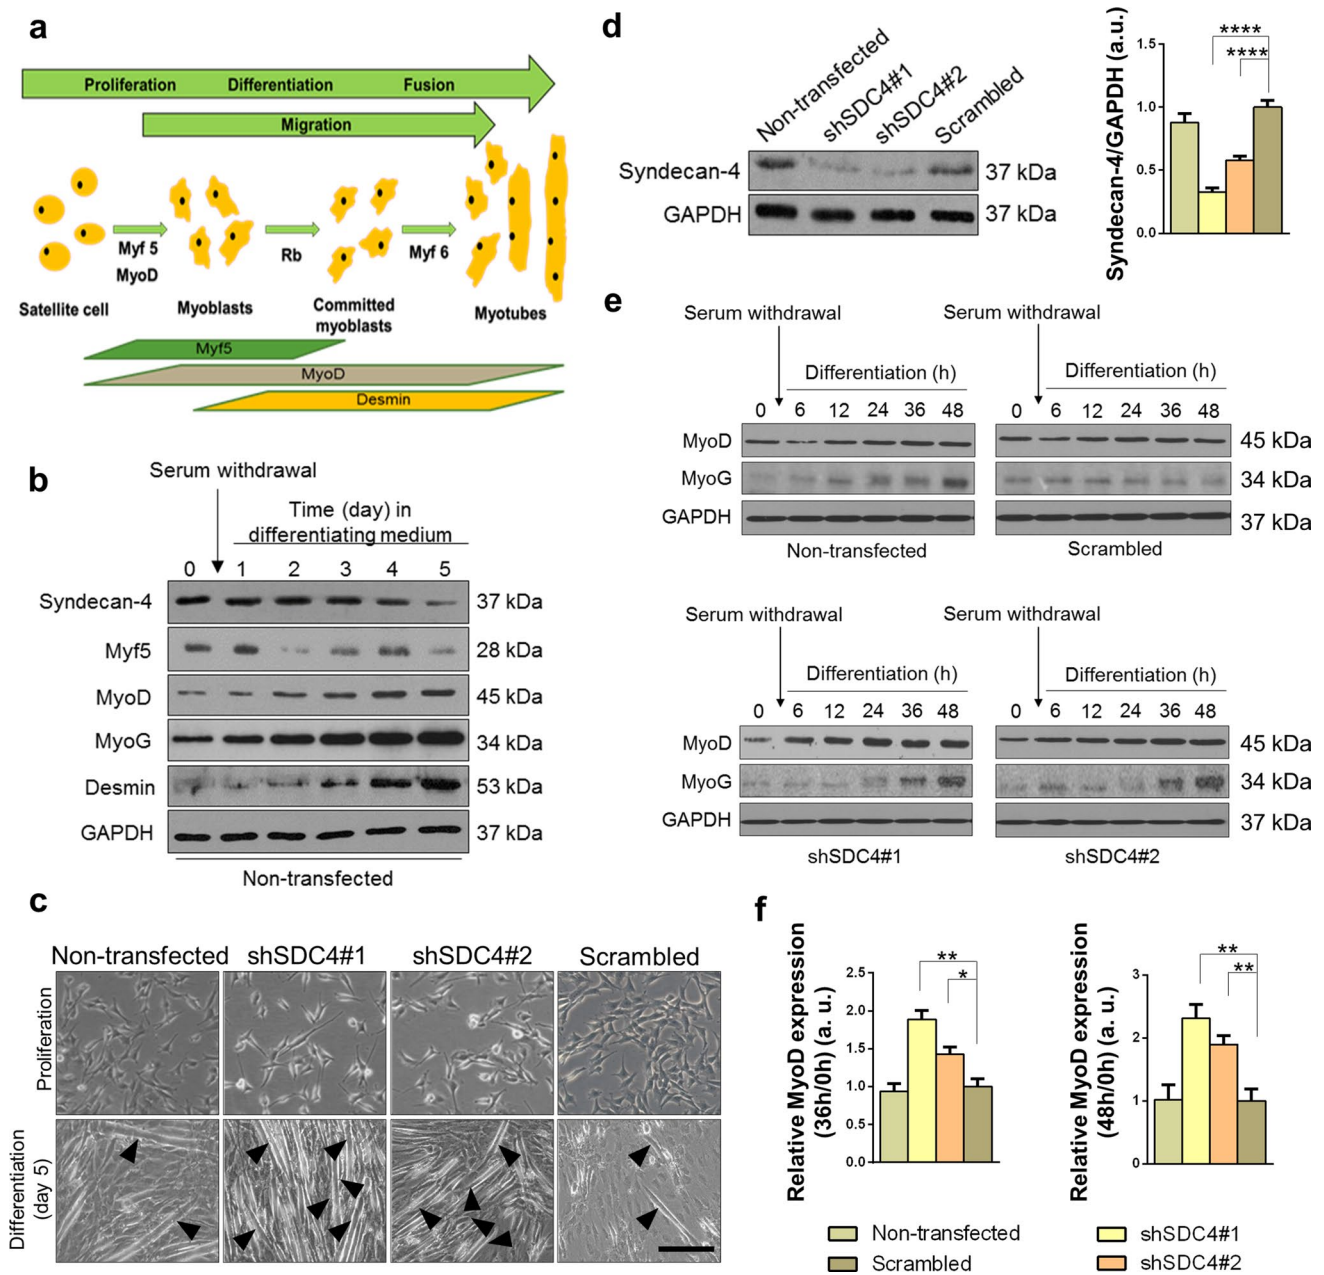 a
Proliferation Differentiation Fusion
Migration
Myf 5
MyoD
Rb
Myf 6
Satellite cell
Myoblasts
Committed
myoblasts
Myotubes
Myf5
MyoD
Desmin
b
Serum withdrawal
Time (day) in
differentiating medium
0 1 2 3 4 5
Syndecan-4 37 kDa
Myf5 28 kDa
MyoD 45 kDa
MyoG 34 kDa
Desmin 53 kDa
GAPDH 37 kDa
Non-transfected
c
Non-transfected shSDC4#1 shSDC4#2 Scrambled
Proliferation
Differentiation
(day 5)
d
Non-transfected
shSDC4#1
shSDC4#2
Scrambled
Syndecan-4 37 kDa
GAPDH 37 kDa
Syndecan-4/GAPDH (a.u.)
1.5
1.0
0.5
0.0
****
****
e
Serum withdrawal Serum withdrawal
Differentiation (h) Differentiation (h)
0 6 12 24 36 48 0 6 12 24 36 48
MyoD 45 kDa
MyoG 34 kDa
GAPDH 37 kDa
Non-transfected Scrambled
Serum withdrawal Serum withdrawal
Differentiation (h) Differentiation (h)
0 6 12 24 36 48 0 6 12 24 36 48
MyoD 45 kDa
MyoG 34 kDa
GAPDH 37 kDa
shSDC4#1 shSDC4#2
f
Relative MyoD expression
(36h/0h) (a. u.)
2.5
2.0
1.5
1.0
0.5
0.0
**
*
Relative MyoD expression
(48h/0h) (a. u.)
3
2
1
0
**
**
Non-transfected shSDC4#1
Scrambled shSDC4#2